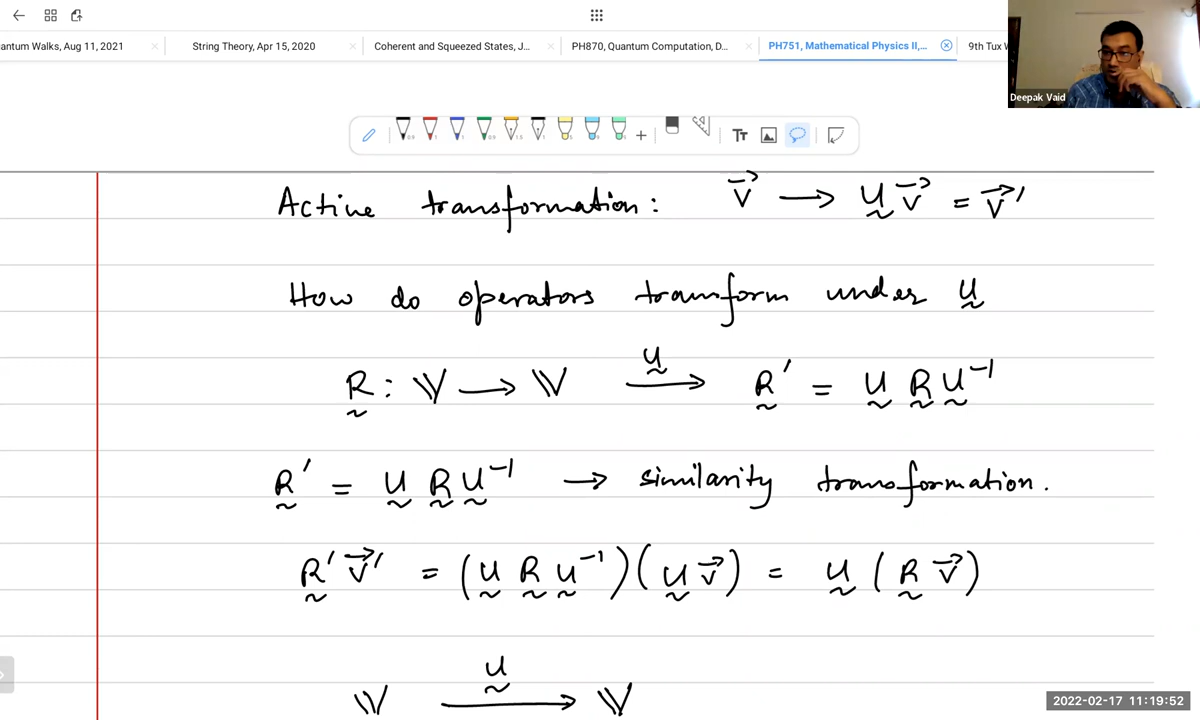 antum Walks, Aug 11, 2021 String Theory, Apr 15, 2020 Coherent and Squeezed States, J... PH870, Quantum Computation, D... PH751, Mathematical Physics II,... 9th Tux W
Deepak Vaid
Tт
Active transformation: v⃗ → U v⃗ = v⃗′
How do operators transform under U
R : 𝕍 → 𝕍 —U→ R′ = U R U⁻¹
R′ = U R U⁻¹ → similarity transformation.
R′ v⃗′ = (U R U⁻¹)(U v⃗) = U (R v⃗)
𝕍 —U→ 𝕍
2022-02-17 11:19:52